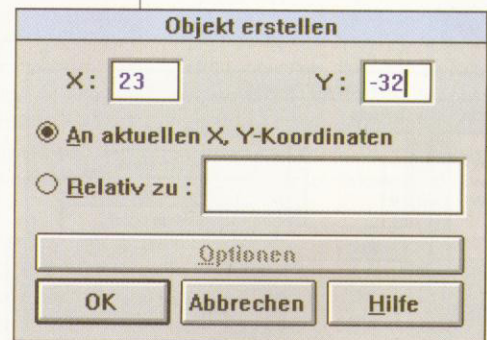 Objekt erstellen
X: 23 Y: -32
An aktuellen X, Y-Koordinaten
Relativ zu :
Optionen
OK Abbrechen Hilfe